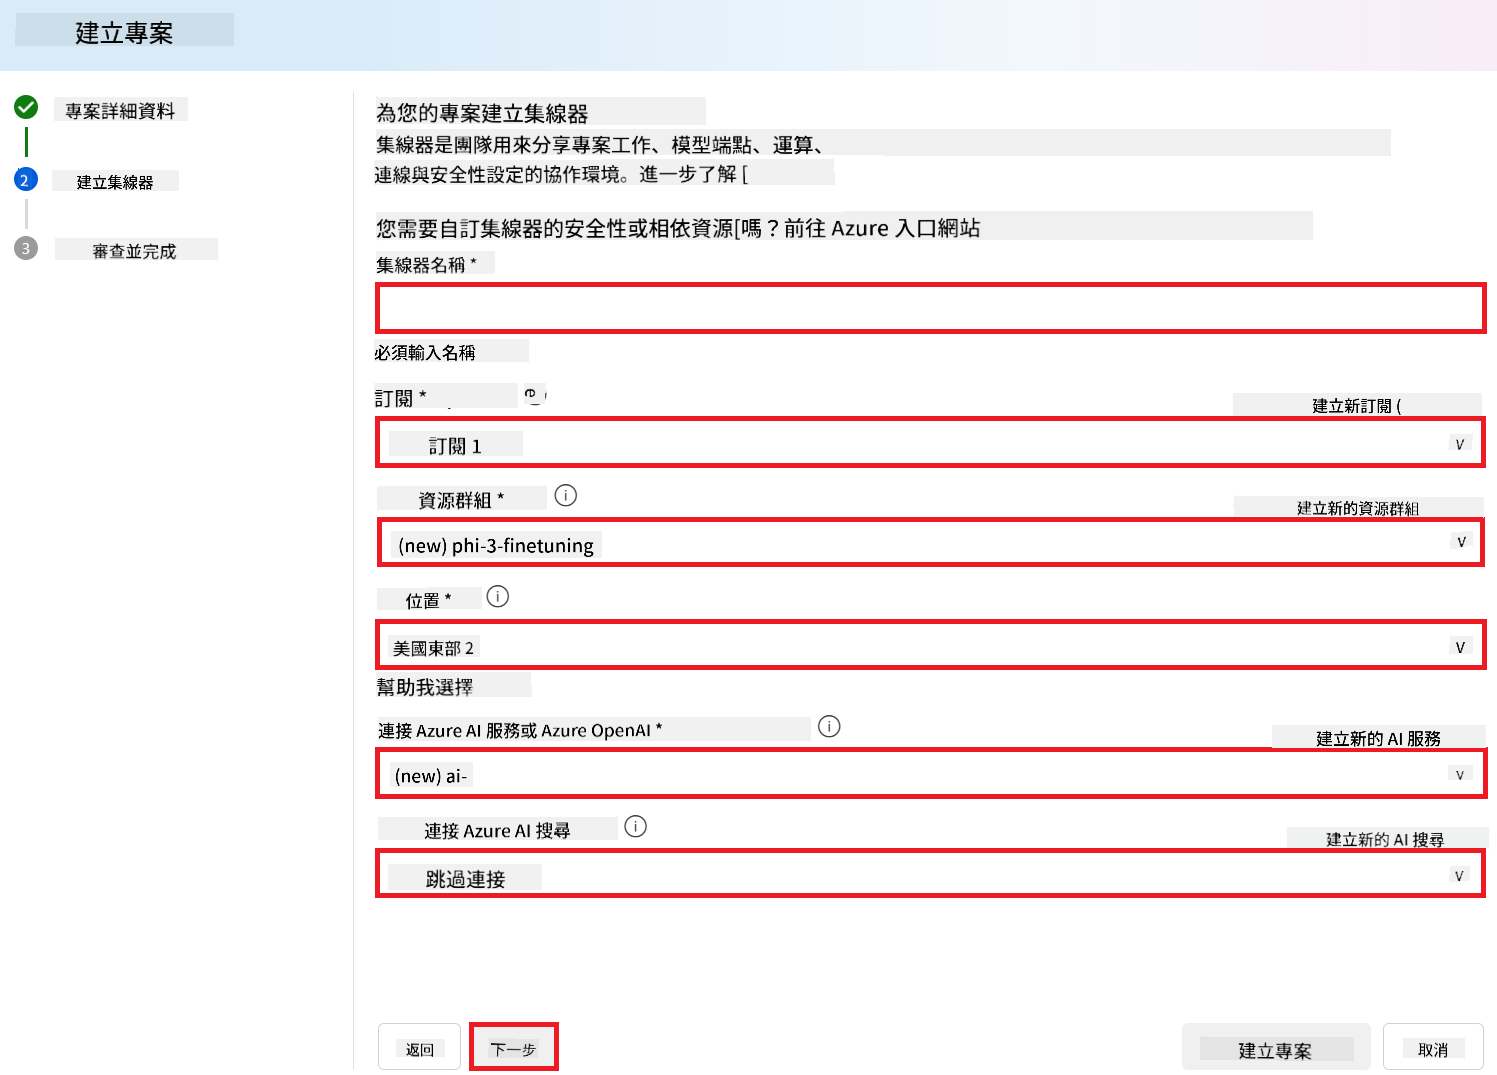 建立專案
專案詳細資料
2
建立集線器
3
審查並完成
為您的專案建立集線器
集線器是團隊用來分享專案工作、模型端點、運算、
連線與安全性設定的協作環境。進一步了解 [
您需要自訂集線器的安全性或相依資源[嗎？前往 Azure 入口網站
集線器名稱 *
必須輸入名稱
訂閱 *
建立新訂閱 (
訂閱 1
資源群組 *
建立新的資源群組
(new) phi-3-finetuning
位置 *
美國東部 2
幫助我選擇
連接 Azure AI 服務或 Azure OpenAI *
建立新的 AI 服務
(new) ai-
連接 Azure AI 搜尋
建立新的 AI 搜尋
跳過連接
返回
下一步
建立專案
取消